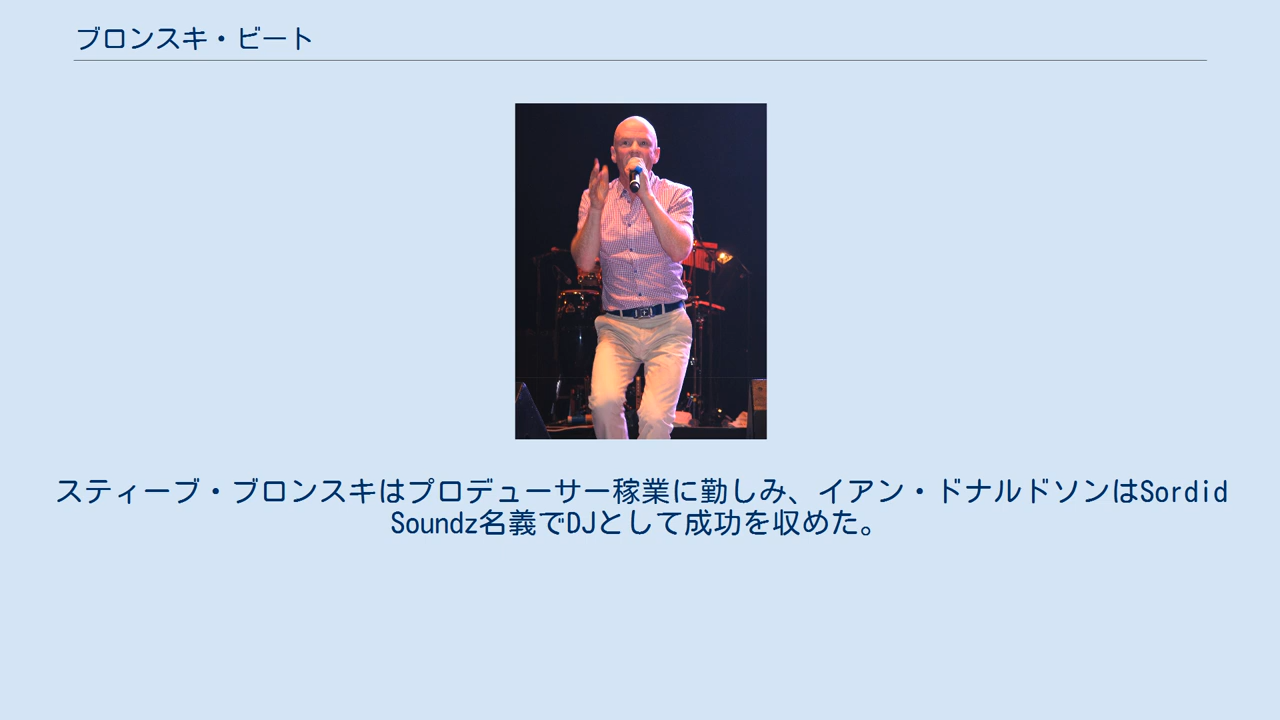 ブロンスキ・ビート
スティーブ・ブロンスキはプロデューサー稼業に勤しみ、イアン・ドナルドソンはSordid
Soundz名義でDJとして成功を収めた。